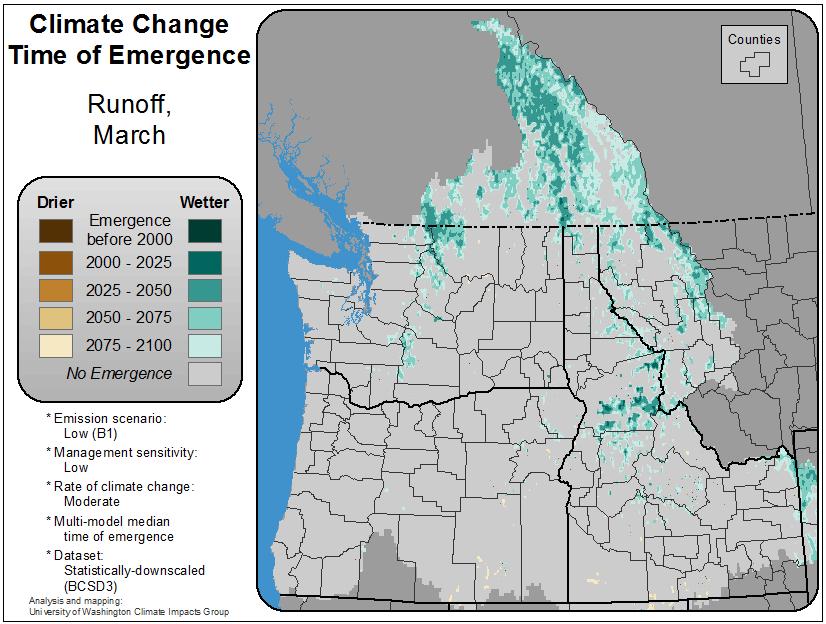 Climate Change
Time of Emergence
Runoff,
March
Counties
Drier
Wetter
Emergence
before 2000
2000 - 2025
2025 - 2050
2050 - 2075
2075 - 2100
No Emergence
* Emission scenario:
Low (B1)
* Management sensitivity:
Low
* Rate of climate change:
Moderate
* Multi-model median
time of emergence
* Dataset:
Statistically-downscaled
(BCSD3)
Analysis and mapping:
University of Washington Climate Impacts Group